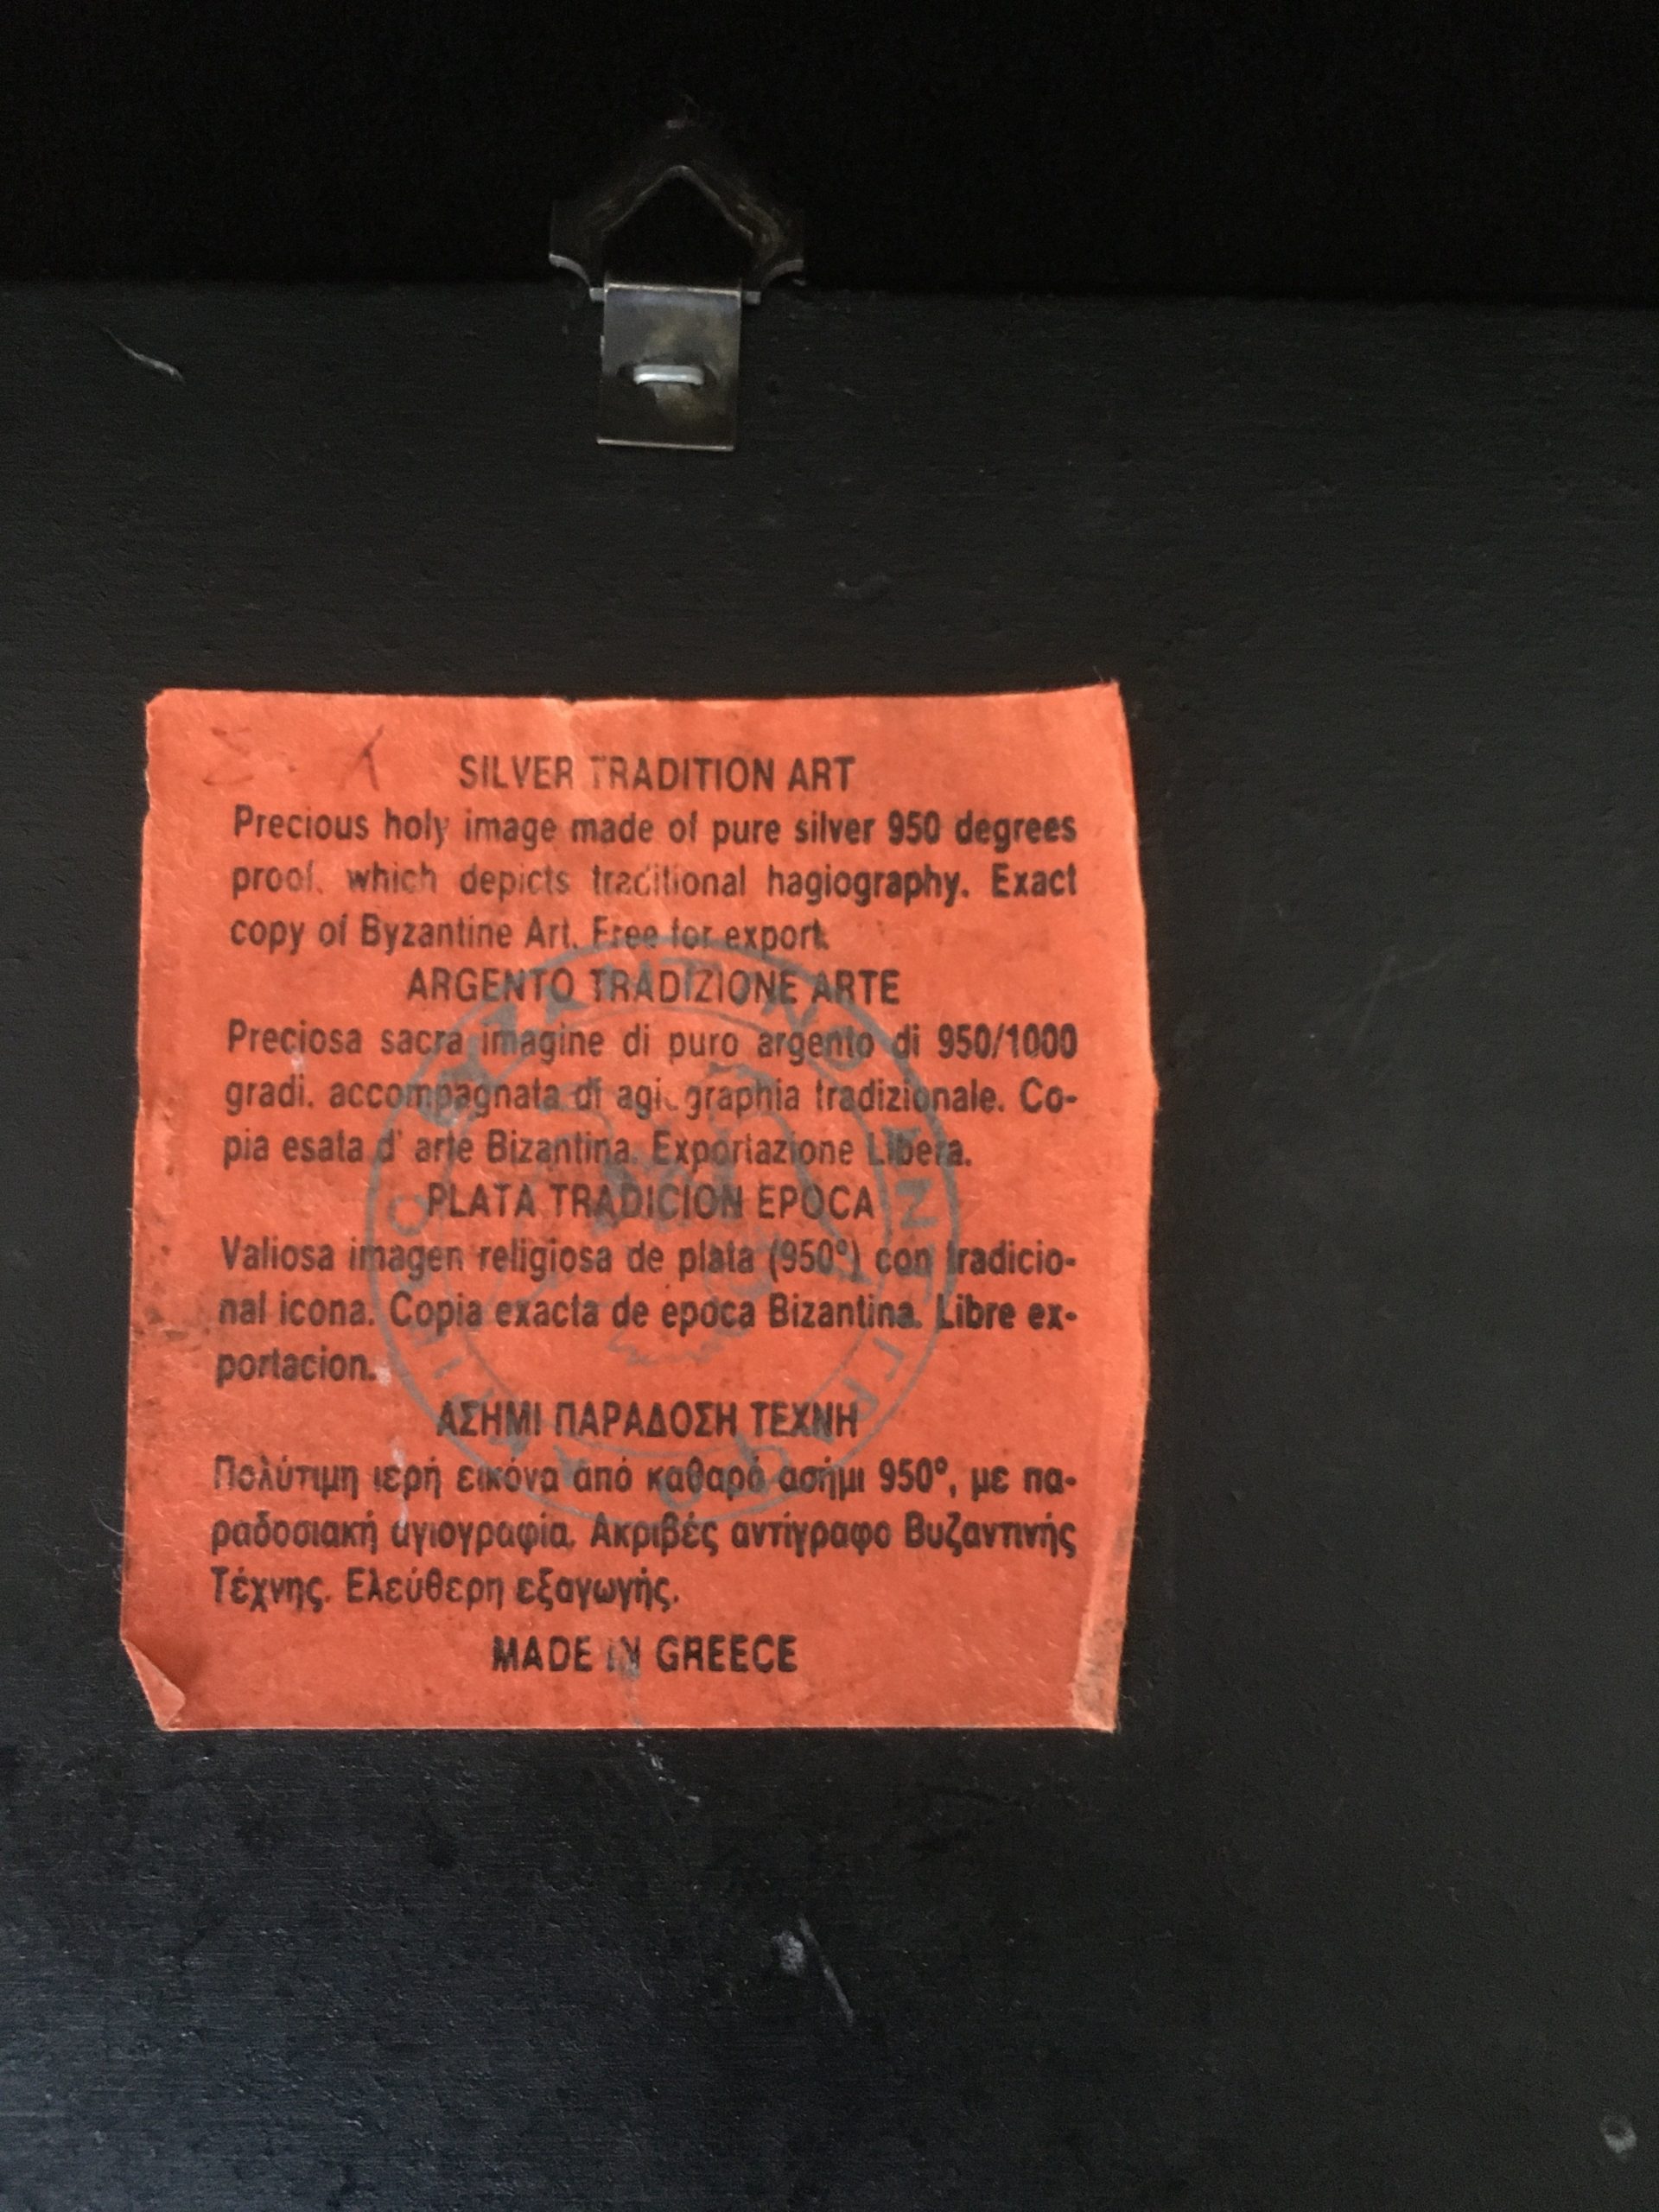 SILVER TRADITION ART
Precious holy image made of pure silver 950 degrees
proof. which depicts traditional hagiography. Exact
copy of Byzantine Art. Free for export.
ARGENTO TRADIZIONE ARTE
Preciosa sacra imagine di puro argento di 950/1000
gradi. accompagnata di agiographia tradizionale. Co-
pia esata d' arte Bizantina. Exportazione Libera.
PLATA TRADICION EPOCA
Valiosa imagen religiosa de plata (950º) con tradicio-
nal icona. Copia exacta de epoca Bizantina. Libre ex-
portacion.
ΑΣΗΜΙ ΠΑΡΑΔΟΣΗ ΤΕΧΝΗ
Πολύτιμη ιερή εικόνα από καθαρό ασήμι 950º, με πα-
ραδοσιακή αγιογραφία. Ακριβές αντίγραφο Βυζαντινής
Τέχνης. Ελεύθερη εξαγωγής.
MADE IN GREECE